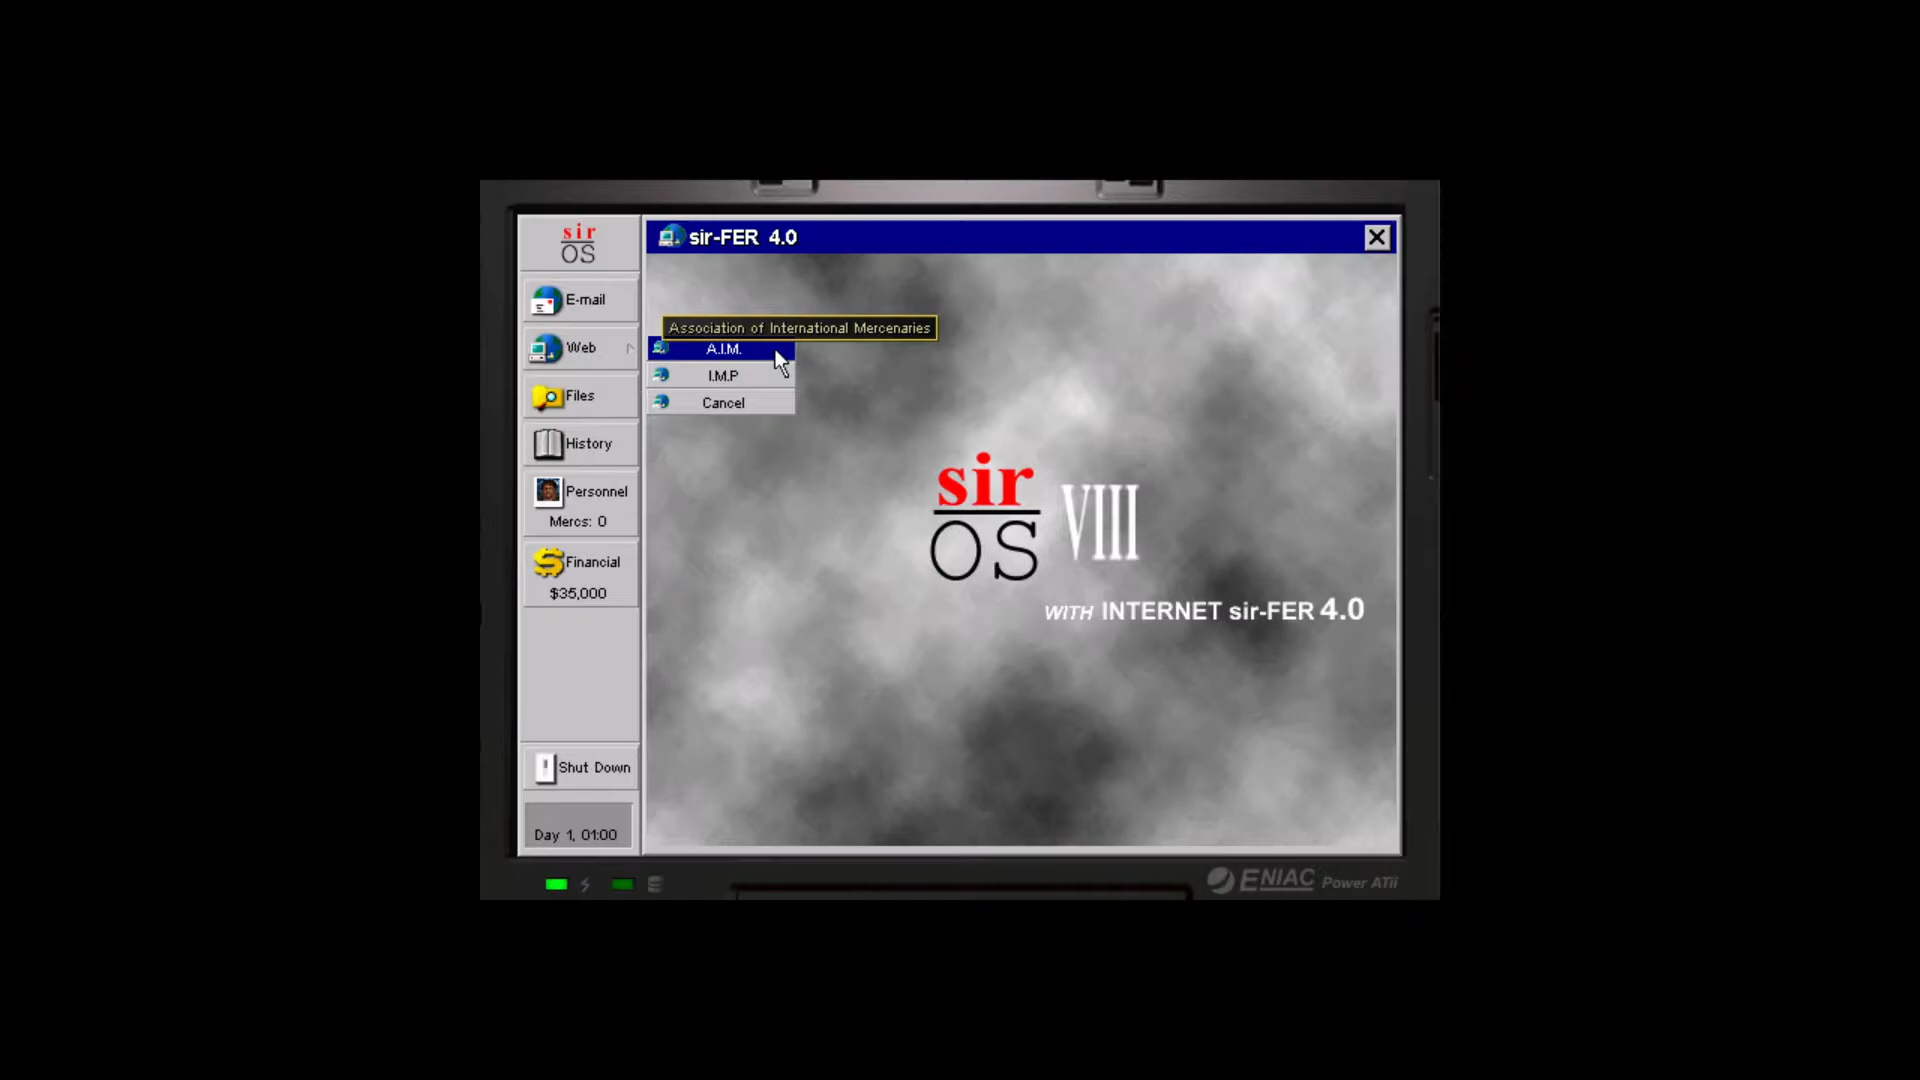 sir
OS
sir-FER 4.0
E-mail
Web
Files
History
Personnel
Mercs: 0
Financial
$35,000
Shut Down
Day 1, 01:00
Association of International Mercenaries
A.I.M.
I.M.P
Cancel
sir
OS
VIII
WITH INTERNET sir-FER 4.0
ENIAC Power ATii